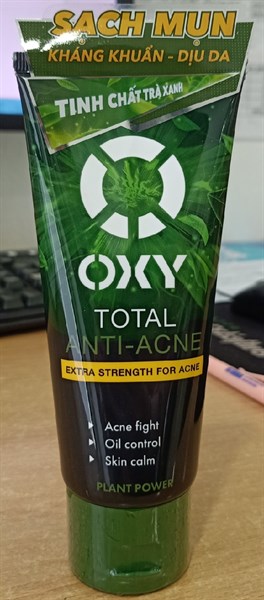 SẠCH MỤN
KHÁNG KHUẨN - DỊU DA
TINH CHẤT TRÀ XANH
OXY
TOTAL
ANTI-ACNE
EXTRA STRENGTH FOR ACNE
Acne fight
Oil control
Skin calm
PLANT POWER